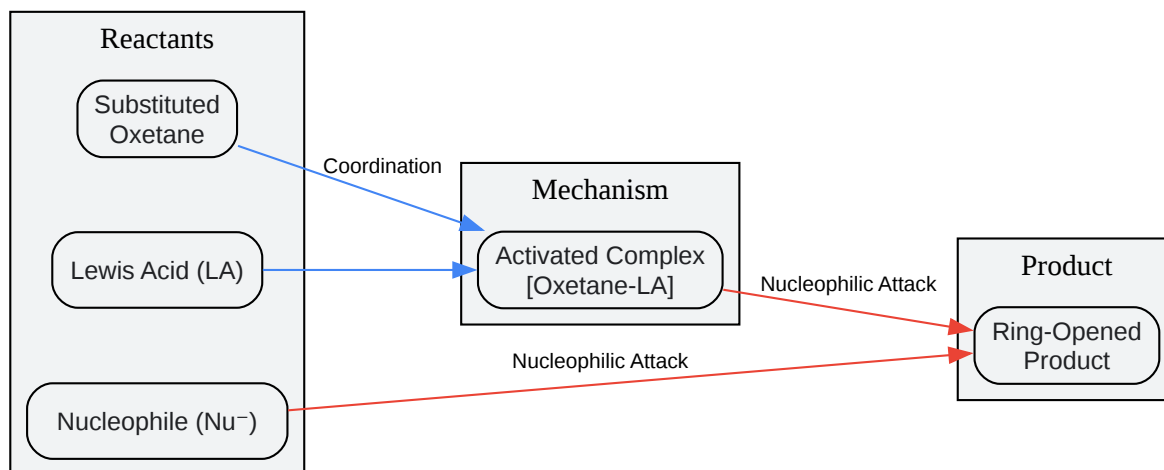 Reactants
Substituted
Oxetane
Lewis Acid (LA)
Nucleophile (Nu⁻)
Coordination
Mechanism
Activated Complex
[Oxetane-LA]
Nucleophilic Attack
Nucleophilic Attack
Product
Ring-Opened
Product